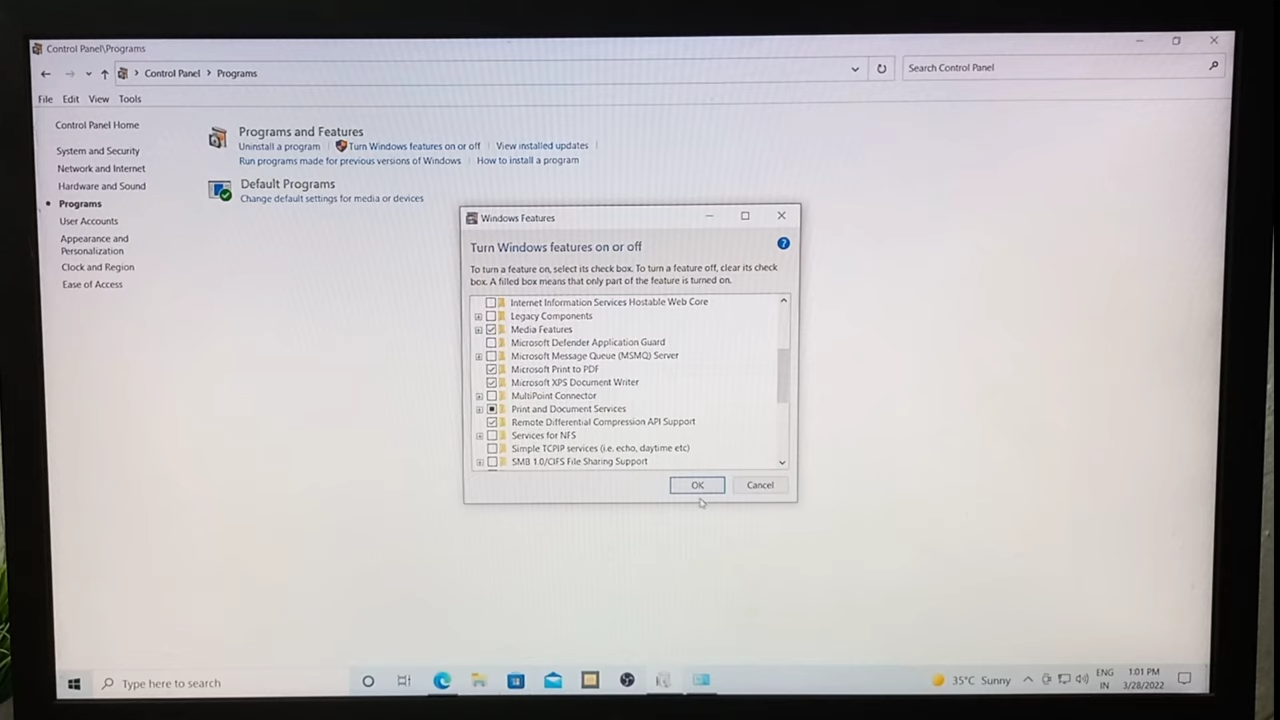 Control Panel\Programs
Control Panel > Programs
Search Control Panel
File Edit View Tools
Control Panel Home
System and Security
Network and Internet
Hardware and Sound
Programs
User Accounts
Appearance and
Personalization
Clock and Region
Ease of Access
Programs and Features
Uninstall a program | Turn Windows features on or off | View installed updates |
Run programs made for previous versions of Windows | How to install a program
Default Programs
Change default settings for media or devices
Windows Features
Turn Windows features on or off
?
To turn a feature on, select its check box. To turn a feature off, clear its check
box. A filled box means that only part of the feature is turned on.
Internet Information Services Hostable Web Core
Legacy Components
Media Features
Microsoft Defender Application Guard
Microsoft Message Queue (MSMQ) Server
Microsoft Print to PDF
Microsoft XPS Document Writer
MultiPoint Connector
Print and Document Services
Remote Differential Compression API Support
Services for NFS
Simple TCPIP services (i.e. echo, daytime etc)
SMB 1.0/CIFS File Sharing Support
OK Cancel
Type here to search
35°C Sunny
ENG
IN
1:01 PM
3/28/2022